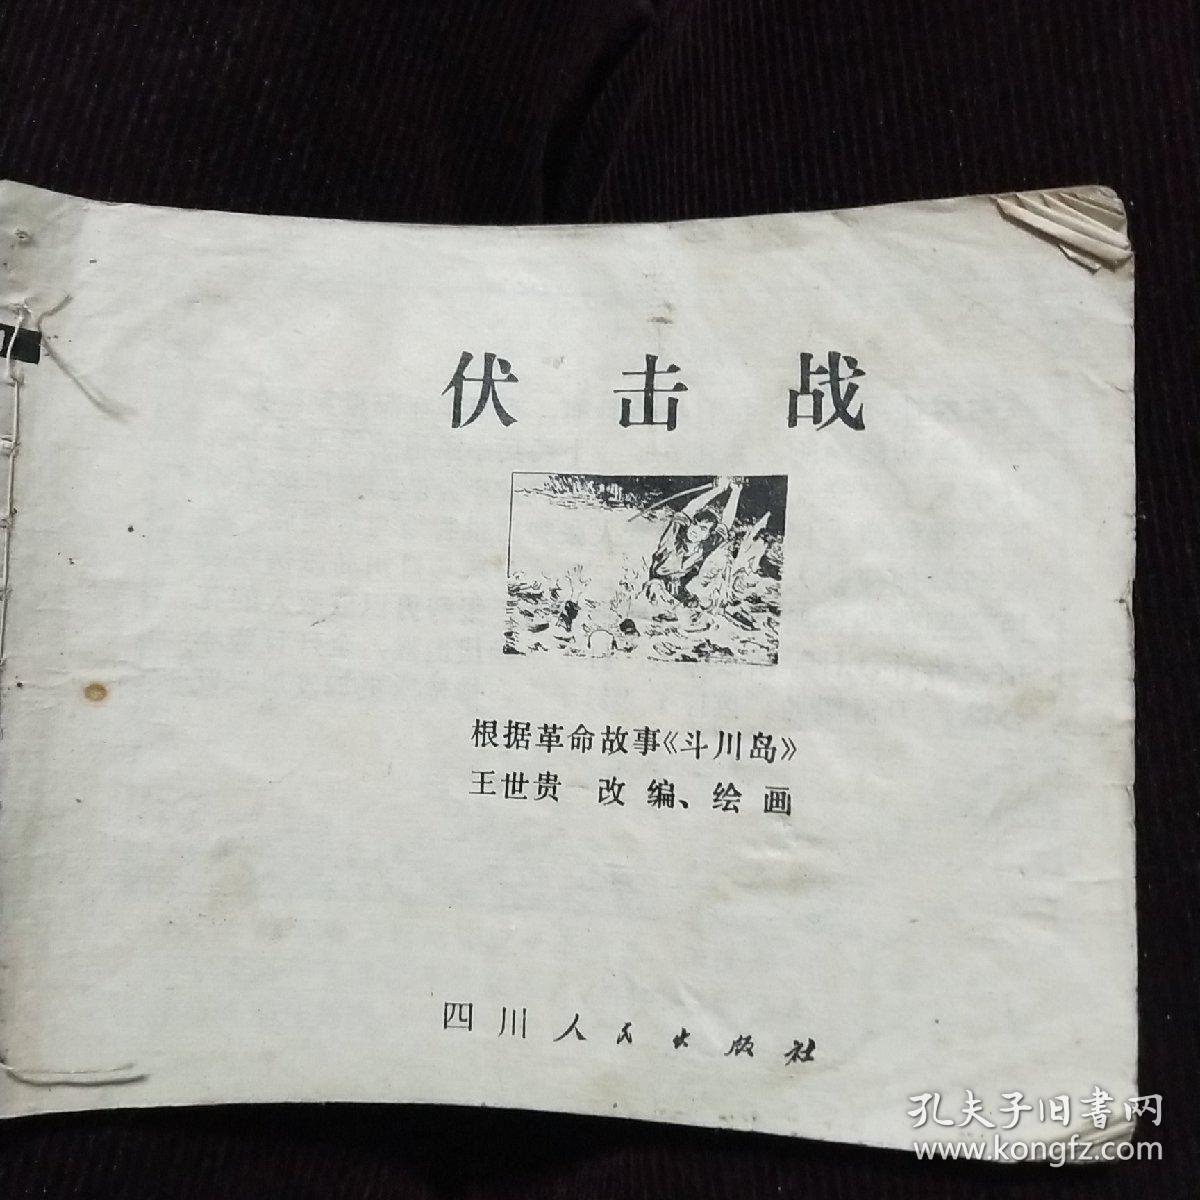 伏击战
根据革命故事《斗川岛》
王世贵 改编、绘画
四川人民出版社
孔夫子旧书网
www.kongfz.com